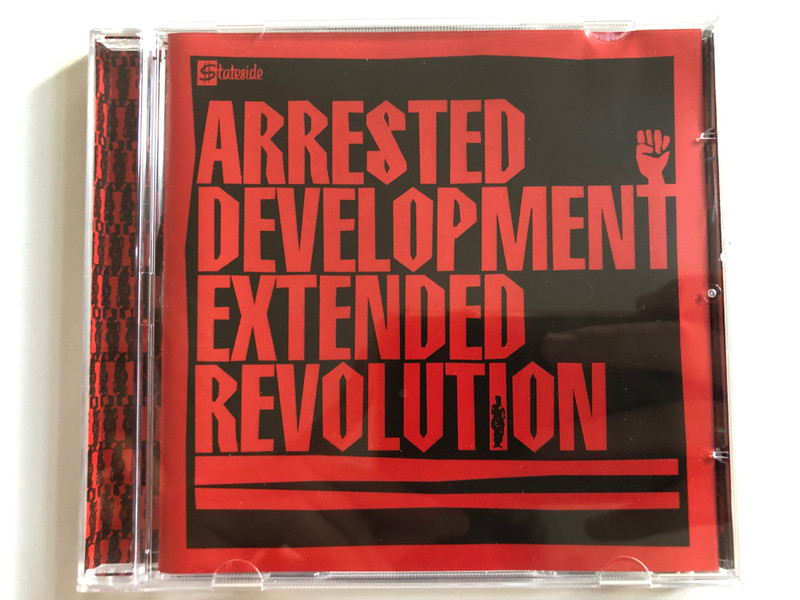 Stateside
ARRESTED
DEVELOPMENT
EXTENDED
REVOLUTION